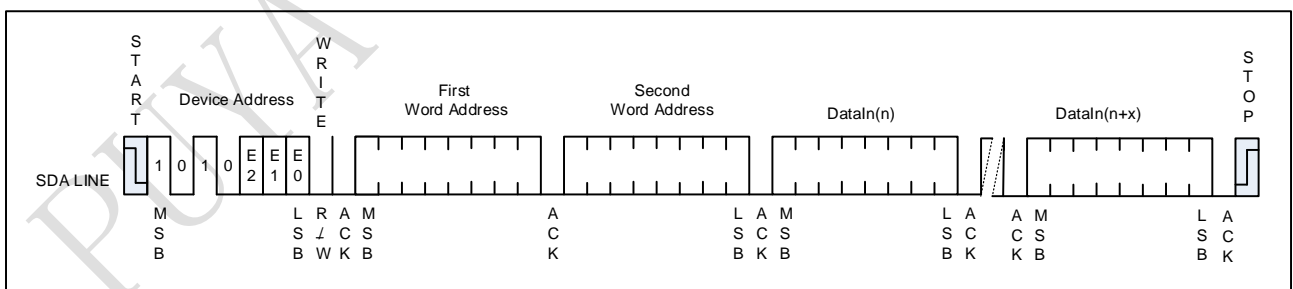 START
WRITE
STOP
Device Address
First
Word Address
Second
Word Address
DataIn(n)
DataIn(n+x)
SDA LINE
1 0 1 0 E2 E1 E0
MSB LSB R/W ACK MSB ACK LSB ACK MSB LSB ACK ACK MSB LSB ACK
PUYA